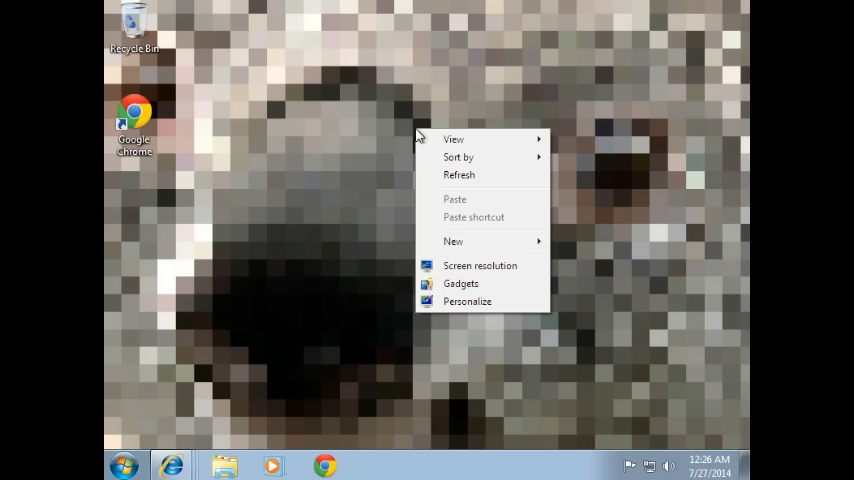 Recycle Bin
Google
Chrome
View
Sort by
Refresh
Paste
Paste shortcut
New
Screen resolution
Gadgets
Personalize
12:26 AM
7/27/2014